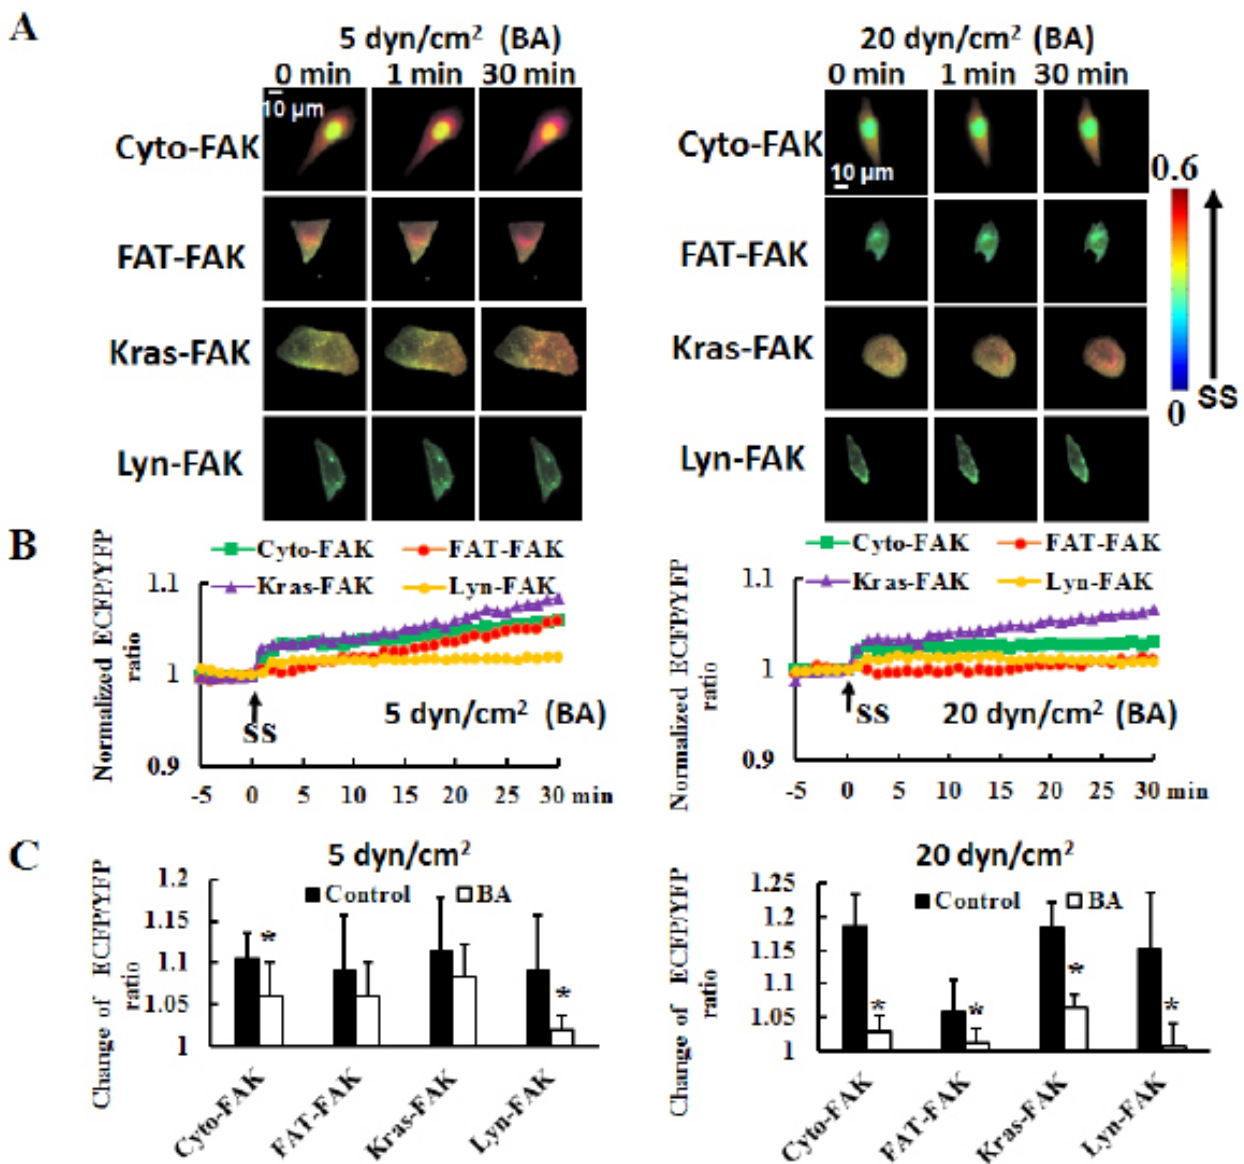 A
5 dyn/cm² (BA)
0 min 1 min 30 min
10 µm
Cyto-FAK
FAT-FAK
Kras-FAK
Lyn-FAK
20 dyn/cm² (BA)
0 min 1 min 30 min
Cyto-FAK
10 µm
FAT-FAK
Kras-FAK
Lyn-FAK
0.6
0
SS
B
Normalized ECFP/YFP
ratio
Cyto-FAK FAT-FAK
Kras-FAK Lyn-FAK
1.1
1
0.9
SS
5 dyn/cm² (BA)
-5 0 5 10 15 20 25 30 min
Normalized ECFP/YFP
ratio
Cyto-FAK FAT-FAK
Kras-FAK Lyn-FAK
1.1
1
0.9
SS
20 dyn/cm² (BA)
-5 0 5 10 15 20 25 30 min
C
5 dyn/cm²
Change of ECFP/YFP
ratio
Control BA
1.2
1.15
1.1
1.05
1
* *
Cyto-FAK FAT-FAK Kras-FAK Lyn-FAK
20 dyn/cm²
Change of ECFP/YFP
ratio
Control BA
1.25
1.2
1.15
1.1
1.05
1
* * * *
Cyto-FAK FAT-FAK Kras-FAK Lyn-FAK